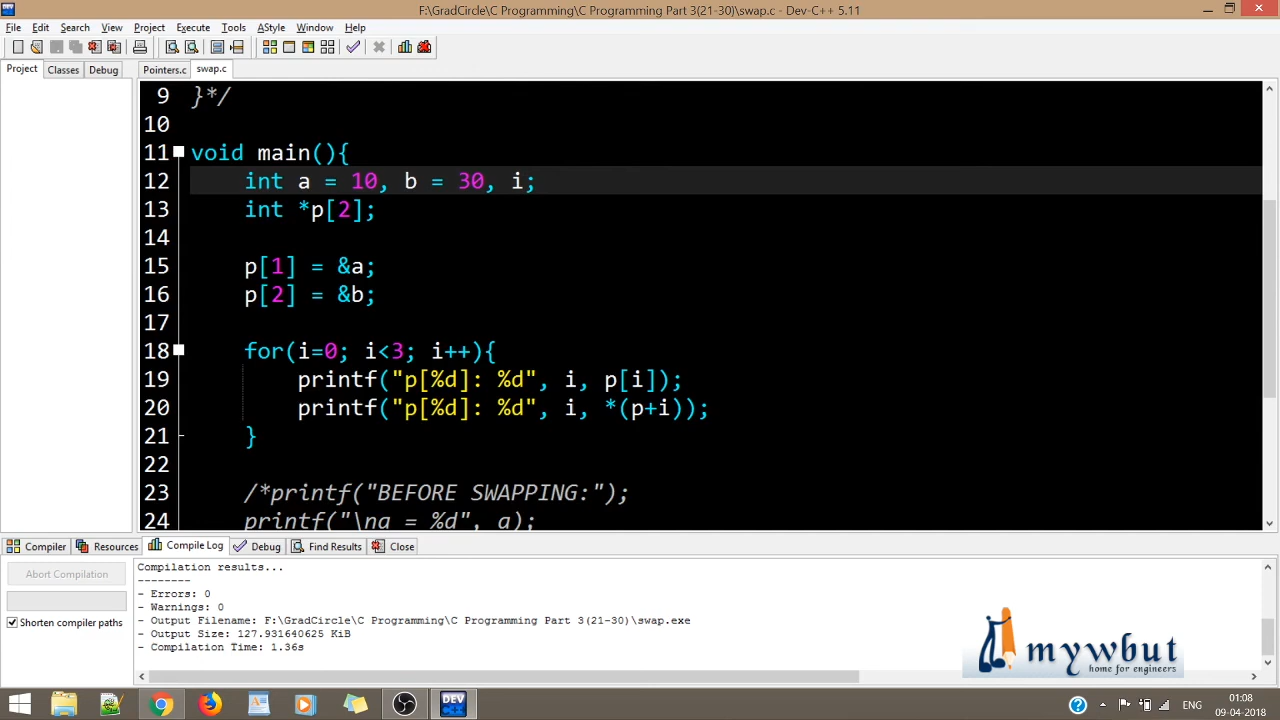 F:\GradCircle\C Programming\C Programming Part 3(21-30)\swap.c - Dev-C++ 5.11
File Edit Search View Project Execute Tools AStyle Window Help
Project Classes Debug Pointers.c swap.c
9 }*/
10
11 void main(){
12 int a = 10, b = 30, i;
13 int *p[2];
14
15 p[1] = &a;
16 p[2] = &b;
17
18 for(i=0; i<3; i++){
19 printf("p[%d]: %d", i, p[i]);
20 printf("p[%d]: %d", i, *(p+i));
21 }
22
23 /*printf("BEFORE SWAPPING:");
24 printf("\na = %d", a);
Compiler Resources Compile Log Debug Find Results Close
Abort Compilation
Shorten compiler paths
Compilation results...
--------
- Errors: 0
- Warnings: 0
- Output Filename: F:\GradCircle\C Programming\C Programming Part 3(21-30)\swap.exe
- Output Size: 127.931640625 KiB
- Compilation Time: 1.36s
mywbut
home for engineers
DEV
ENG
01:08
09-04-2018